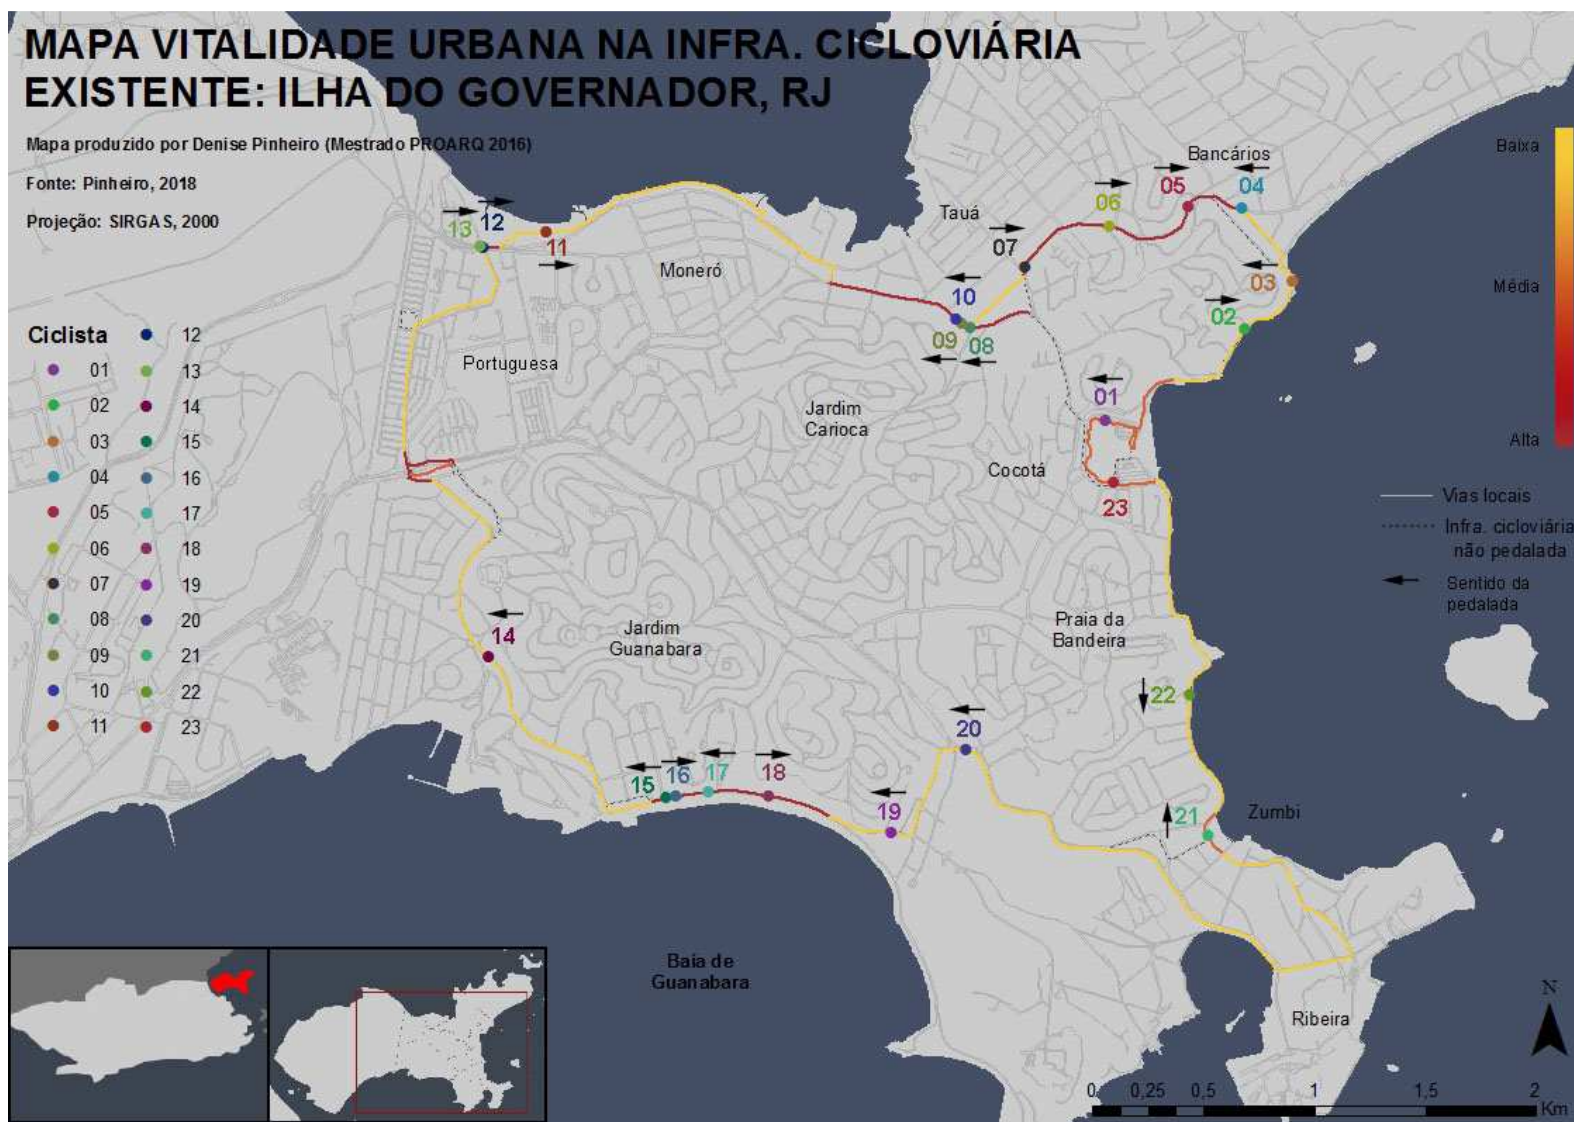 MAPA VITALIDADE URBANA NA INFRA. CICLOVIÁRIA
EXISTENTE: ILHA DO GOVERNADOR, RJ
Mapa produzido por Denise Pinheiro (Mestrado PROARQ 2016)
Fonte: Pinheiro, 2018
Projeção: SIRGAS, 2000
Baixa
Média
Alta
Bancários
05
04
06
Tauá
07
12
13
11
Moneró
03
02
10
09
08
Portuguesa
01
Jardim
Carioca
Cocotá
23
Ciclista
01
02
03
04
05
06
07
08
09
10
11
12
13
14
15
16
17
18
19
20
21
22
23
Vias locais
Infra. cicloviária
não pedalada
Sentido da
pedalada
Praia da
Bandeira
Jardim
Guanabara
14
22
20
15
16
17
18
19
21
Zumbi
Baia de
Guanabara
Ribeira
N
0
0,25
0,5
1
1,5
2
Km